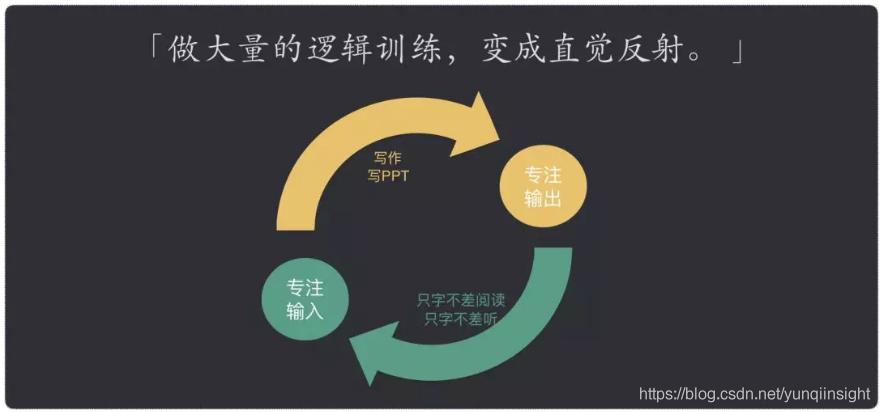 「做大量的逻辑训练，变成直觉反射。」
写作
写PPT
专注
输出
专注
输入
只字不差阅读
只字不差听
https://blog.csdn.net/yunqiinsight